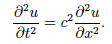 ∂²u/∂t² = c² ∂²u/∂x².